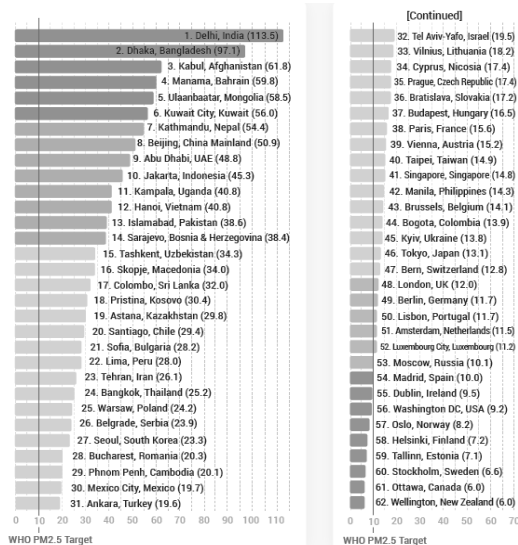 1. Delhi, India (113.5)
2. Dhaka, Bangladesh (97.1)
3. Kabul, Afghanistan (61.8)
4. Manama, Bahrain (59.8)
5. Ulaanbaatar, Mongolia (58.5)
6. Kuwait City, Kuwait (56.0)
7. Kathmandu, Nepal (54.4)
8. Beijing, China Mainland (50.9)
9. Abu Dhabi, UAE (48.8)
10. Jakarta, Indonesia (45.3)
11. Kampala, Uganda (40.8)
12. Hanoi, Vietnam (40.8)
13. Islamabad, Pakistan (38.6)
14. Sarajevo, Bosnia & Herzegovina (38.4)
15. Tashkent, Uzbekistan (34.3)
16. Skopje, Macedonia (34.0)
17. Colombo, Sri Lanka (32.0)
18. Pristina, Kosovo (30.4)
19. Astana, Kazakhstan (29.8)
20. Santiago, Chile (29.4)
21. Sofia, Bulgaria (28.2)
22. Lima, Peru (28.0)
23. Tehran, Iran (26.1)
24. Bangkok, Thailand (25.2)
25. Warsaw, Poland (24.2)
26. Belgrade, Serbia (23.9)
27. Seoul, South Korea (23.3)
28. Bucharest, Romania (20.3)
29. Phnom Penh, Cambodia (20.1)
30. Mexico City, Mexico (19.7)
31. Ankara, Turkey (19.6)
0 10 20 30 40 50 60 70 80 90 100 110
WHO PM2.5 Target
[Continued]
32. Tel Aviv-Yafo, Israel (19.5)
33. Vilnius, Lithuania (18.2)
34. Cyprus, Nicosia (17.4)
35. Prague, Czech Republic (17.4)
36. Bratislava, Slovakia (17.2)
37. Budapest, Hungary (16.5)
38. Paris, France (15.6)
39. Vienna, Austria (15.2)
40. Taipei, Taiwan (14.9)
41. Singapore, Singapore (14.8)
42. Manila, Philippines (14.3)
43. Brussels, Belgium (14.1)
44. Bogota, Colombia (13.9)
45. Kyiv, Ukraine (13.8)
46. Tokyo, Japan (13.1)
47. Bern, Switzerland (12.8)
48. London, UK (12.0)
49. Berlin, Germany (11.7)
50. Lisbon, Portugal (11.7)
51. Amsterdam, Netherlands (11.5)
52. Luxembourg City, Luxembourg (11.2)
53. Moscow, Russia (10.1)
54. Madrid, Spain (10.0)
55. Dublin, Ireland (9.5)
56. Washington DC, USA (9.2)
57. Oslo, Norway (8.2)
58. Helsinki, Finland (7.2)
59. Tallinn, Estonia (7.1)
60. Stockholm, Sweden (6.6)
61. Ottawa, Canada (6.0)
62. Wellington, New Zealand (6.0)
0 10 20 30 40 50 60 70
WHO PM2.5 Target